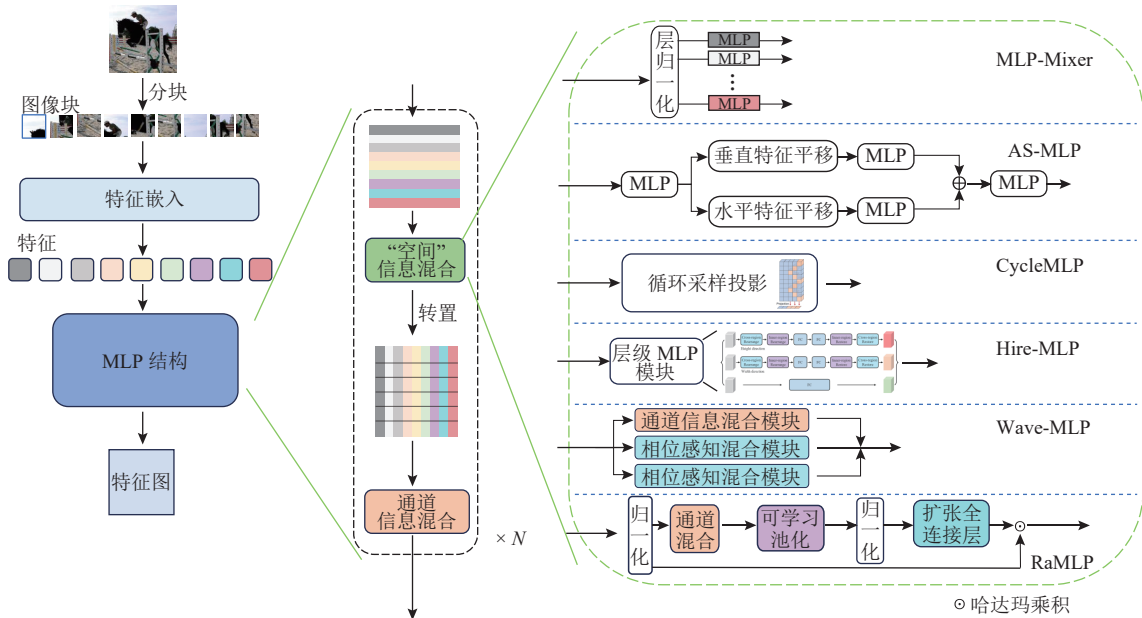 分块
图像块
特征嵌入
特征
MLP 结构
特征图
“空间”
信息混合
转置
通道
信息混合
× N
层归一化
MLP
MLP
MLP
MLP-Mixer
MLP
垂直特征平移
MLP
水平特征平移
MLP
MLP
AS-MLP
循环采样投影
CycleMLP
层级 MLP
模块
Hire-MLP
通道信息混合模块
相位感知混合模块
相位感知混合模块
Wave-MLP
归一化
通道
混合
可学习
池化
归一化
扩张全
连接层
RaMLP
⊙哈达玛乘积